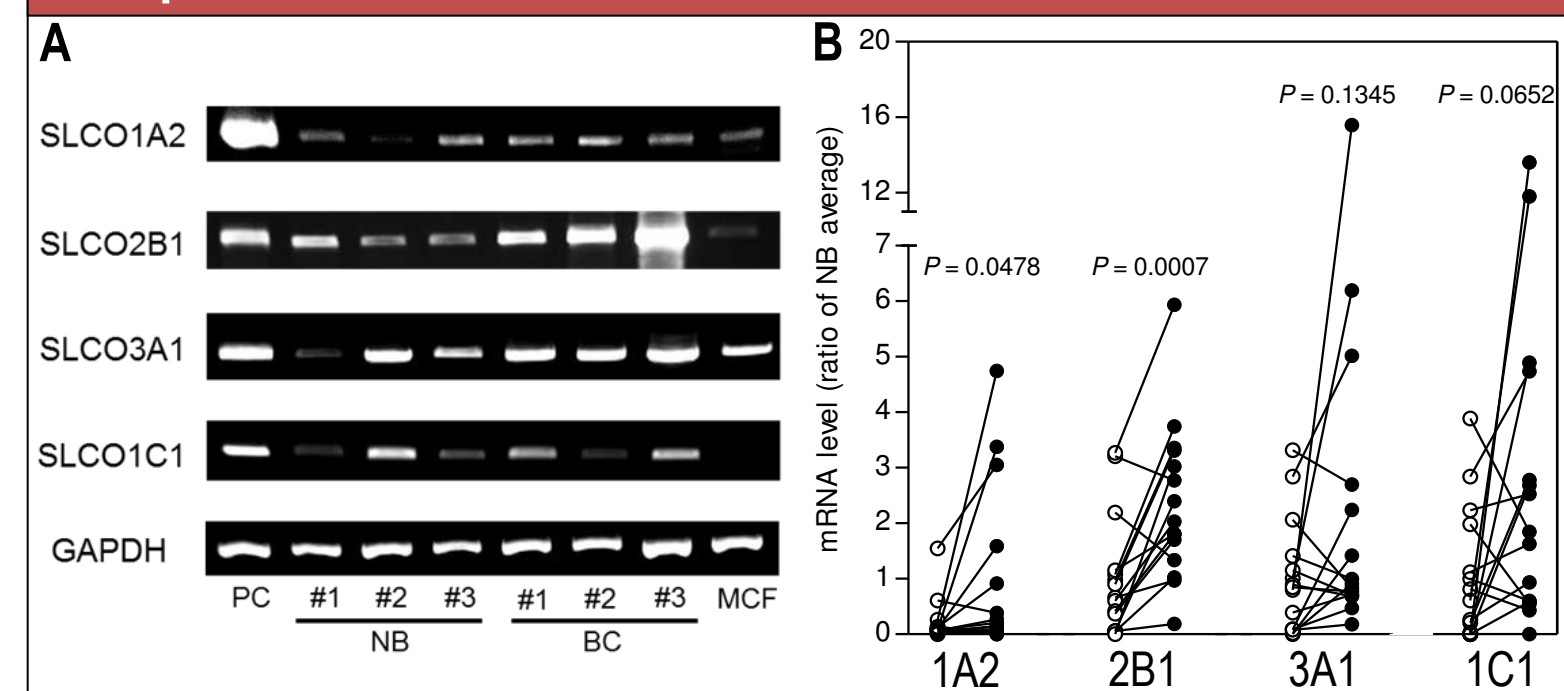 A
SLCO1A2
SLCO2B1
SLCO3A1
SLCO1C1
GAPDH
PC #1 #2 #3 #1 #2 #3 MCF
NB BC
B
mRNA level (ratio of NB average)
20
16
12
7
6
5
4
3
2
1
0
P = 0.0478
P = 0.0007
P = 0.1345
P = 0.0652
1A2 2B1 3A1 1C1